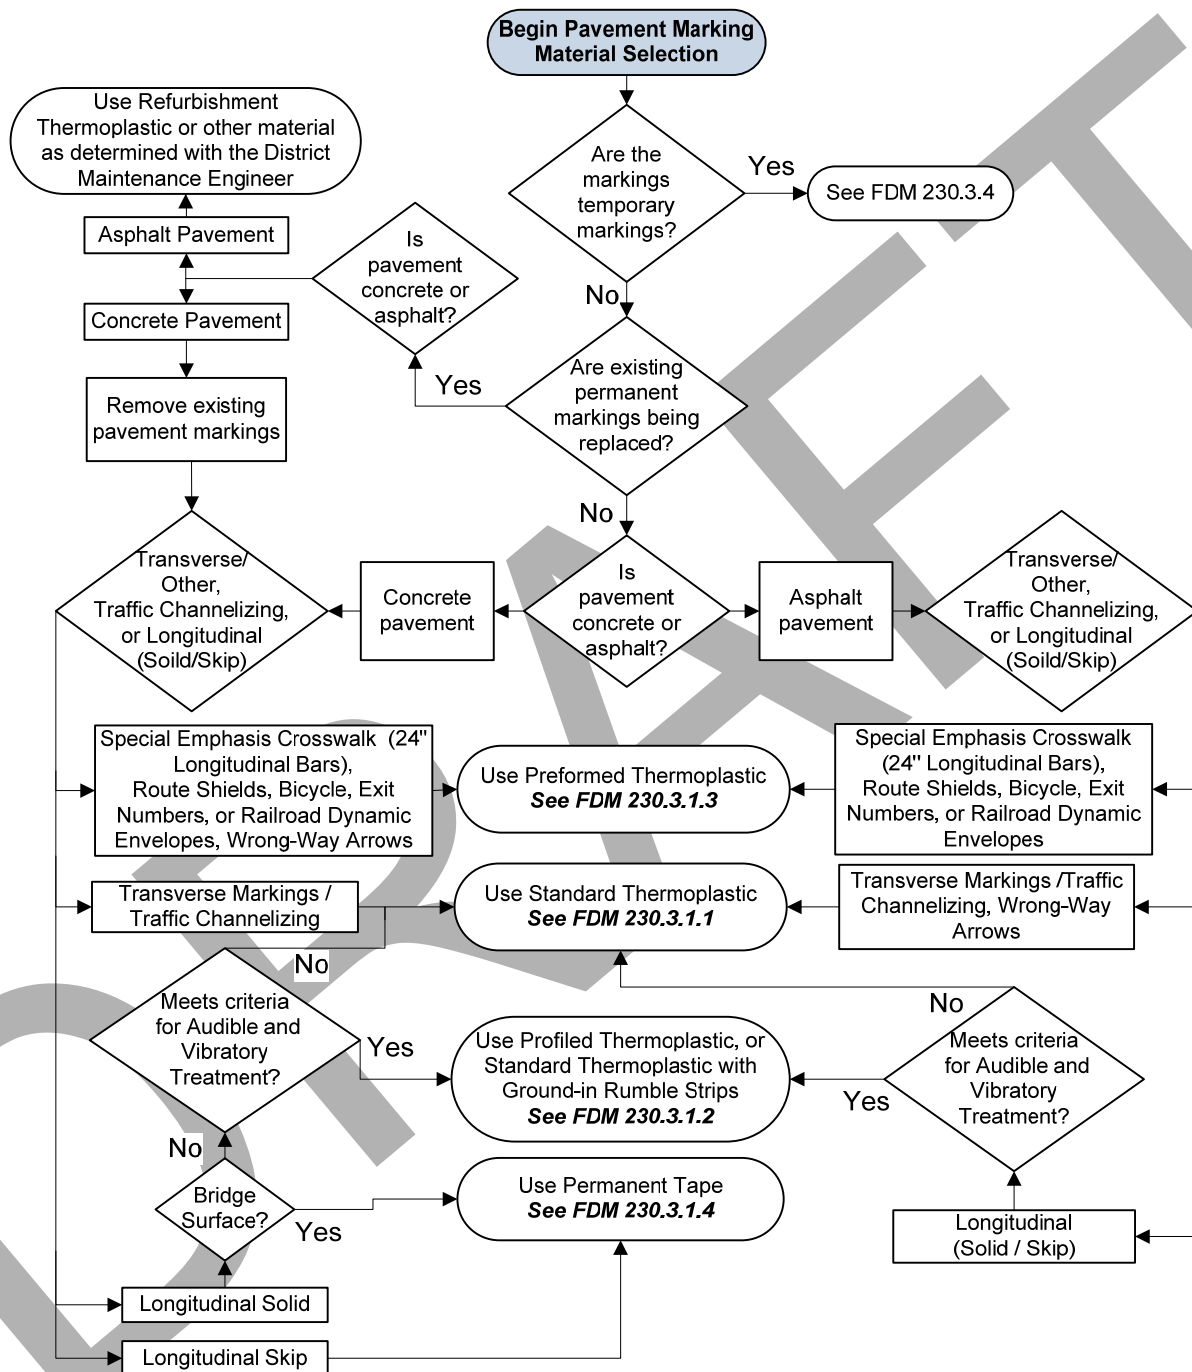 Begin Pavement Marking
Material Selection
Use Refurbishment
Thermoplastic or other material
as determined with the District
Maintenance Engineer
Are the
markings
temporary
markings?
Yes
See FDM 230.3.4
Asphalt Pavement
Is
pavement
concrete or
asphalt?
Concrete Pavement
No
Are existing
permanent
markings being
replaced?
Yes
Remove existing
pavement markings
No
Transverse/
Other,
Traffic Channelizing,
or Longitudinal
(Soild/Skip)
Concrete
pavement
Is
pavement
concrete or
asphalt?
Asphalt
pavement
Transverse/
Other,
Traffic Channelizing,
or Longitudinal
(Soild/Skip)
Special Emphasis Crosswalk (24"
Longitudinal Bars),
Route Shields, Bicycle, Exit
Numbers, or Railroad Dynamic
Envelopes, Wrong-Way Arrows
Use Preformed Thermoplastic
See FDM 230.3.1.3
Special Emphasis Crosswalk
(24" Longitudinal Bars),
Route Shields, Bicycle, Exit
Numbers, or Railroad Dynamic
Envelopes
Transverse Markings /
Traffic Channelizing
Use Standard Thermoplastic
See FDM 230.3.1.1
Transverse Markings /Traffic
Channelizing, Wrong-Way
Arrows
No
Meets criteria
for Audible and
Vibratory
Treatment?
Yes
Use Profiled Thermoplastic, or
Standard Thermoplastic with
Ground-in Rumble Strips
See FDM 230.3.1.2
No
Meets criteria
for Audible and
Vibratory
Treatment?
Yes
No
Bridge
Surface?
Yes
Use Permanent Tape
See FDM 230.3.1.4
Longitudinal
(Solid / Skip)
Longitudinal Solid
Longitudinal Skip
DRAFT